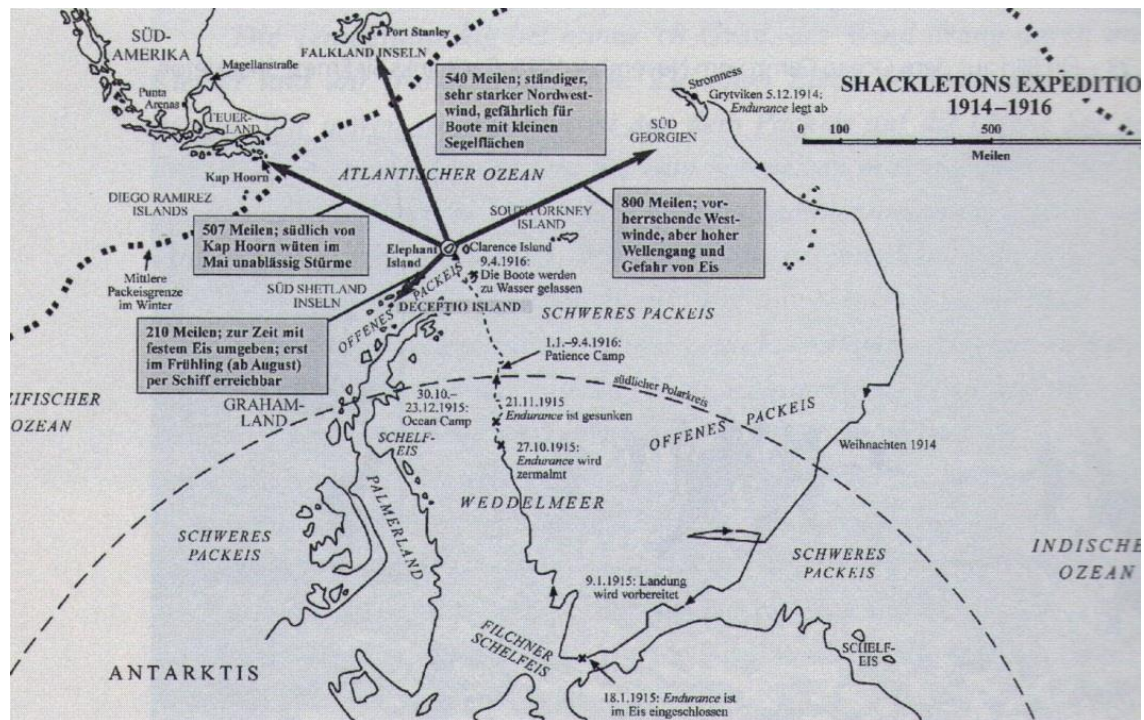 SÜD-
AMERIKA
Port Stanley
FALKLAND INSELN
Magellanstraße
Punta
Arenas
FEUER-
LAND
Kap Hoorn
540 Meilen; ständiger,
sehr starker Nordwest-
wind, gefährlich für
Boote mit kleinen
Segelflächen
Stromness
Grytviken 5.12.1914;
Endurance legt ab
SHACKLETONS EXPEDITIO
1914–1916
0 100 500
Meilen
SÜD
GEORGIEN
ATLANTISCHER OZEAN
DIEGO RAMIREZ
ISLANDS
507 Meilen; südlich von
Kap Hoorn wüten im
Mai unablässig Stürme
SOUTH ORKNEY
ISLAND
800 Meilen; vor-
herrschende West-
winde, aber hoher
Wellengang und
Gefahr von Eis
Elephant
Island
Clarence Island
9.4.1916:
Die Boote werden
zu Wasser gelassen
Mittlere
Packeisgrenze
im Winter
SÜD SHETLAND
INSELN
OFFENES PACKEIS
DECEPTIO ISLAND
SCHWERES PACKEIS
210 Meilen; zur Zeit mit
festem Eis umgeben; erst
im Frühling (ab August)
per Schiff erreichbar
1.1.–9.4.1916:
Patience Camp
südlicher Polarkreis
ZIFISCHER
OZEAN
GRAHAM-
LAND
30.10.–
23.12.1915:
Ocean Camp
21.11.1915
Endurance ist gesunken
OFFENES PACKEIS
Weihnachten 1914
SCHELF-
EIS
27.10.1915:
Endurance wird
zermalmt
WEDDELMEER
PALMERLAND
SCHWERES
PACKEIS
SCHWERES
PACKEIS
INDISCHE
OZEAN
9.1.1915: Landung
wird vorbereitet
FILCHNER
SCHELFEIS
SCHELF-
EIS
ANTARKTIS
18.1.1915: Endurance ist
im Eis eingeschlossen